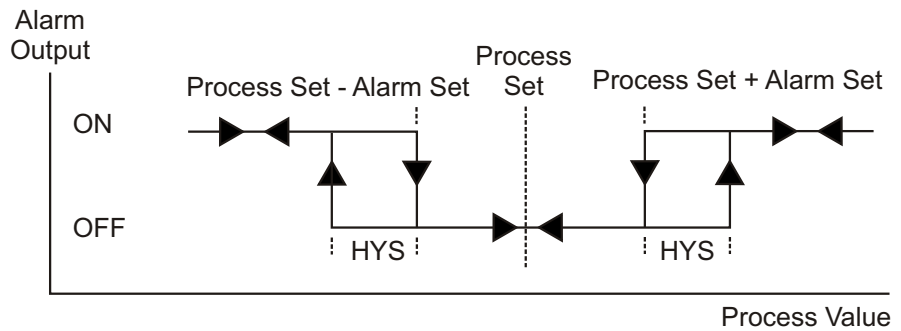 Alarm
Output
Process
Set
Process Set - Alarm Set
Process Set + Alarm Set
ON
OFF
HYS
HYS
Process Value